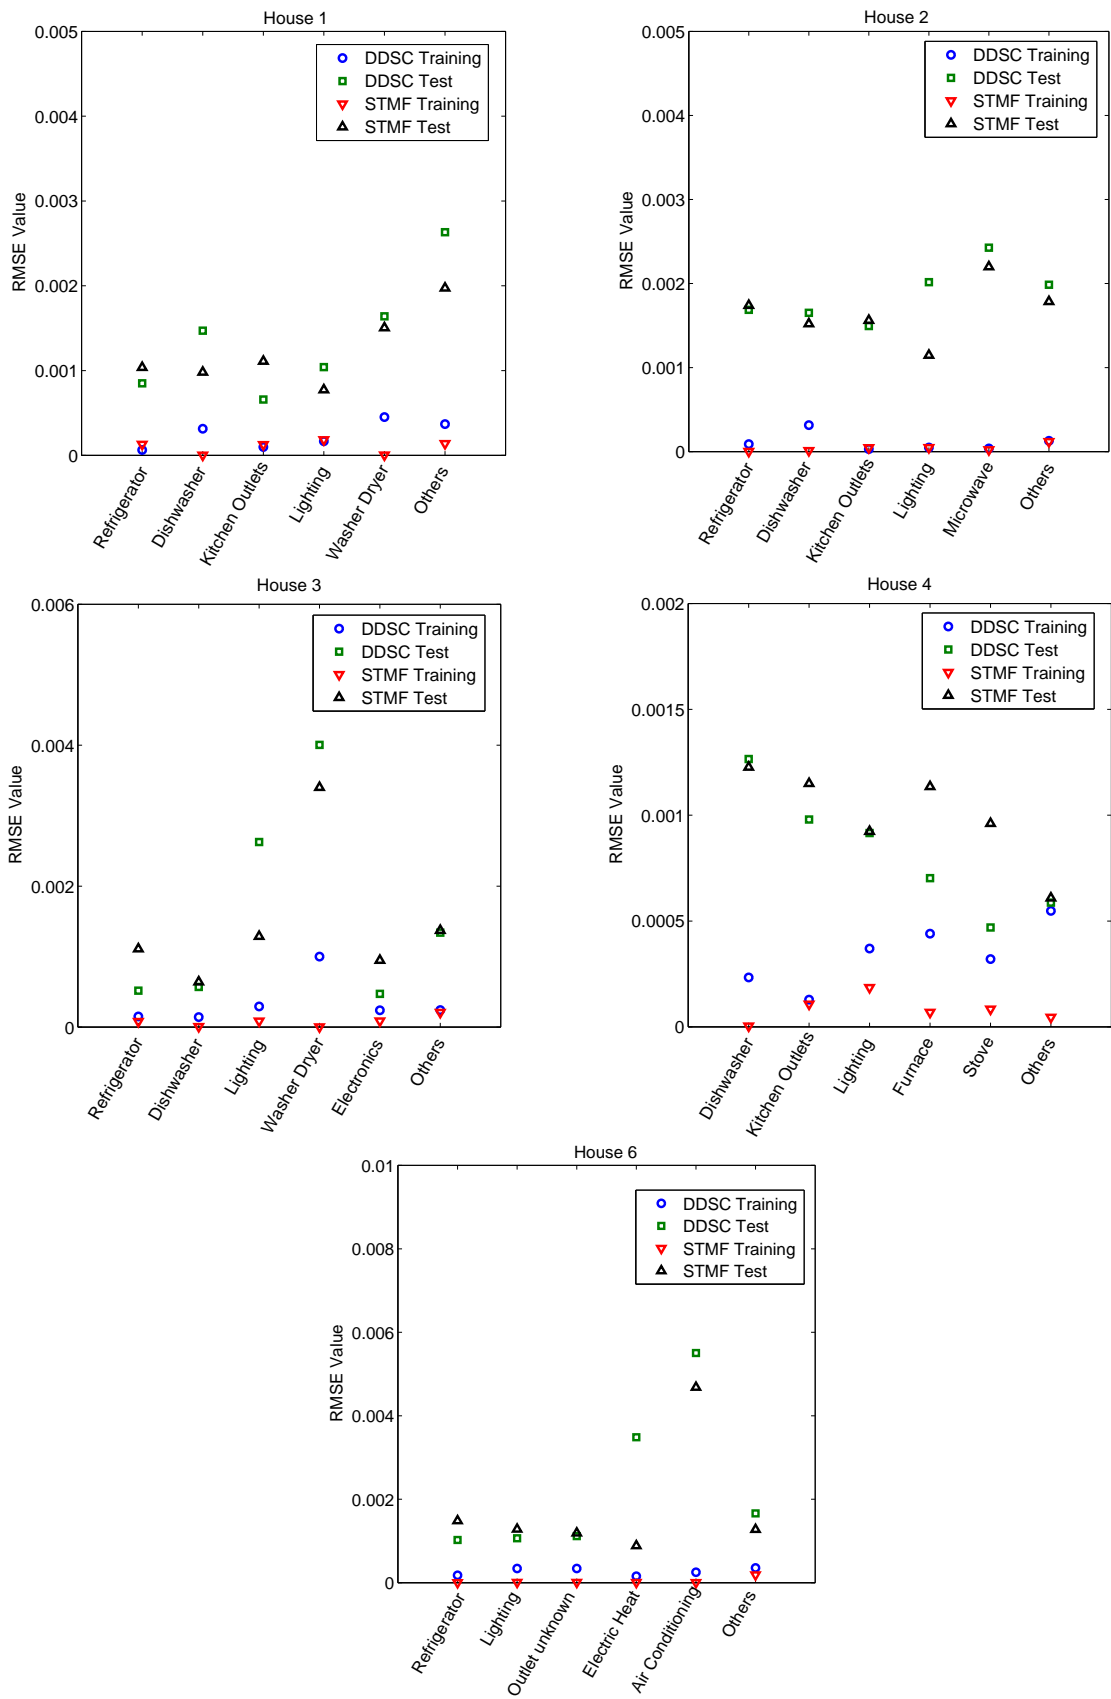 House 1
0.005
0.004
0.003
0.002
0.001
0
RMSE Value
DDSC Training
DDSC Test
STMF Training
STMF Test
Refrigerator
Dishwasher
Kitchen Outlets
Lighting
Washer Dryer
Others
House 2
0.005
0.004
0.003
0.002
0.001
0
RMSE Value
DDSC Training
DDSC Test
STMF Training
STMF Test
Refrigerator
Dishwasher
Kitchen Outlets
Lighting
Microwave
Others
House 3
0.006
0.004
0.002
0
RMSE Value
DDSC Training
DDSC Test
STMF Training
STMF Test
Refrigerator
Dishwasher
Lighting
Washer Dryer
Electronics
Others
House 4
0.002
0.0015
0.001
0.0005
0
RMSE Value
DDSC Training
DDSC Test
STMF Training
STMF Test
Dishwasher
Kitchen Outlets
Lighting
Furnace
Stove
Others
House 6
0.01
0.008
0.006
0.004
0.002
0
RMSE Value
DDSC Training
DDSC Test
STMF Training
STMF Test
Refrigerator
Lighting
Outlet unknown
Electric Heat
Air Conditioning
Others